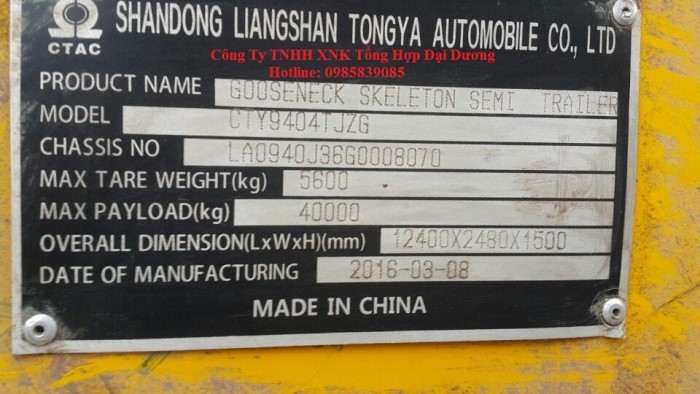 SHANDONG LIANGSHAN TONGYA AUTOMOBILE CO., LTD
CTAC
Công Ty TNHH XNK Tổng Hợp Đại Dương
Hotline: 0985839085
PRODUCT NAME GOOSENECK SKELETON SEMI TRAILER
MODEL CTY9404TJZG
CHASSIS NO LA0940J36G0008070
MAX TARE WEIGHT(kg) 5600
MAX PAYLOAD(kg) 40000
OVERALL DIMENSION(LxWxH)(mm) 12400X2480X1500
DATE OF MANUFACTURING 2016-03-08
MADE IN CHINA